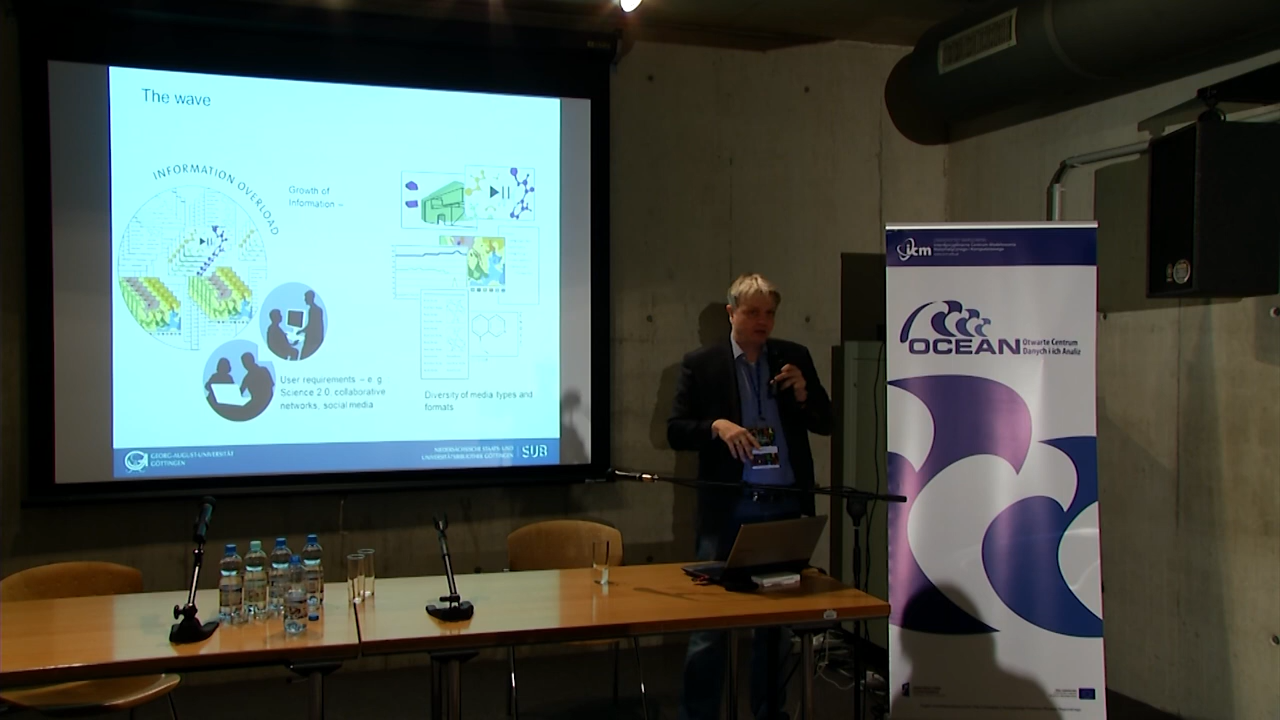 The wave
INFORMATION OVERLOAD
Growth of
Information –
User requirements – e.g.
Science 2.0: collaborative
networks, social media
Diversity of media types and
formats
GEORG-AUGUST-UNIVERSITÄT
GÖTTINGEN
NIEDERSÄCHSISCHE STAATS- UND
UNIVERSITÄTSBIBLIOTHEK GÖTTINGEN
SUB
icm
OCEAN
Otwarte Centrum
Danych i ich Analiz